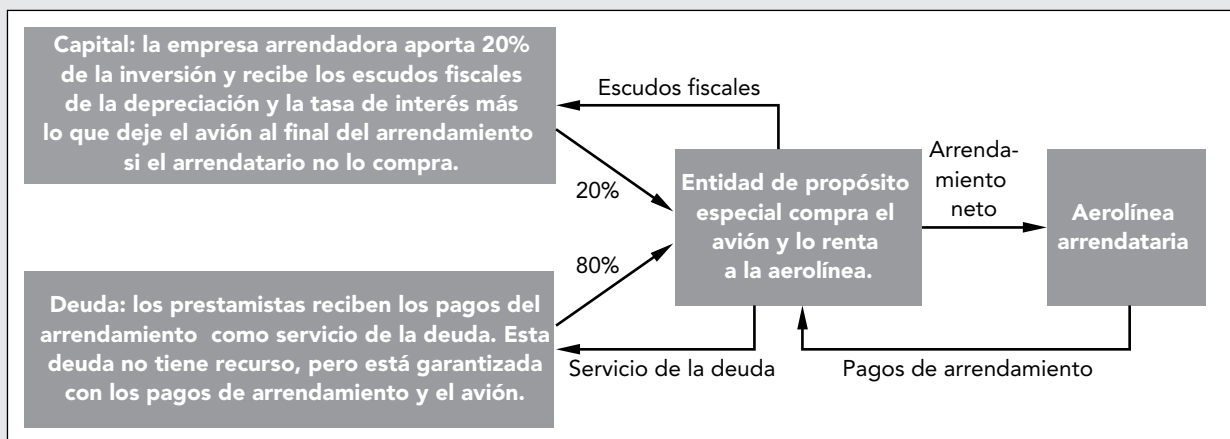 Capital: la empresa arrendadora aporta 20%
de la inversión y recibe los escudos fiscales
de la depreciación y la tasa de interés más
lo que deje el avión al final del arrendamiento
si el arrendatario no lo compra.
Escudos fiscales
20%
80%
Entidad de propósito
especial compra el
avión y lo renta
a la aerolínea.
Arrenda-
miento
neto
Aerolínea
arrendataria
Deuda: los prestamistas reciben los pagos del
arrendamiento como servicio de la deuda. Esta
deuda no tiene recurso, pero está garantizada
con los pagos de arrendamiento y el avión.
Servicio de la deuda
Pagos de arrendamiento